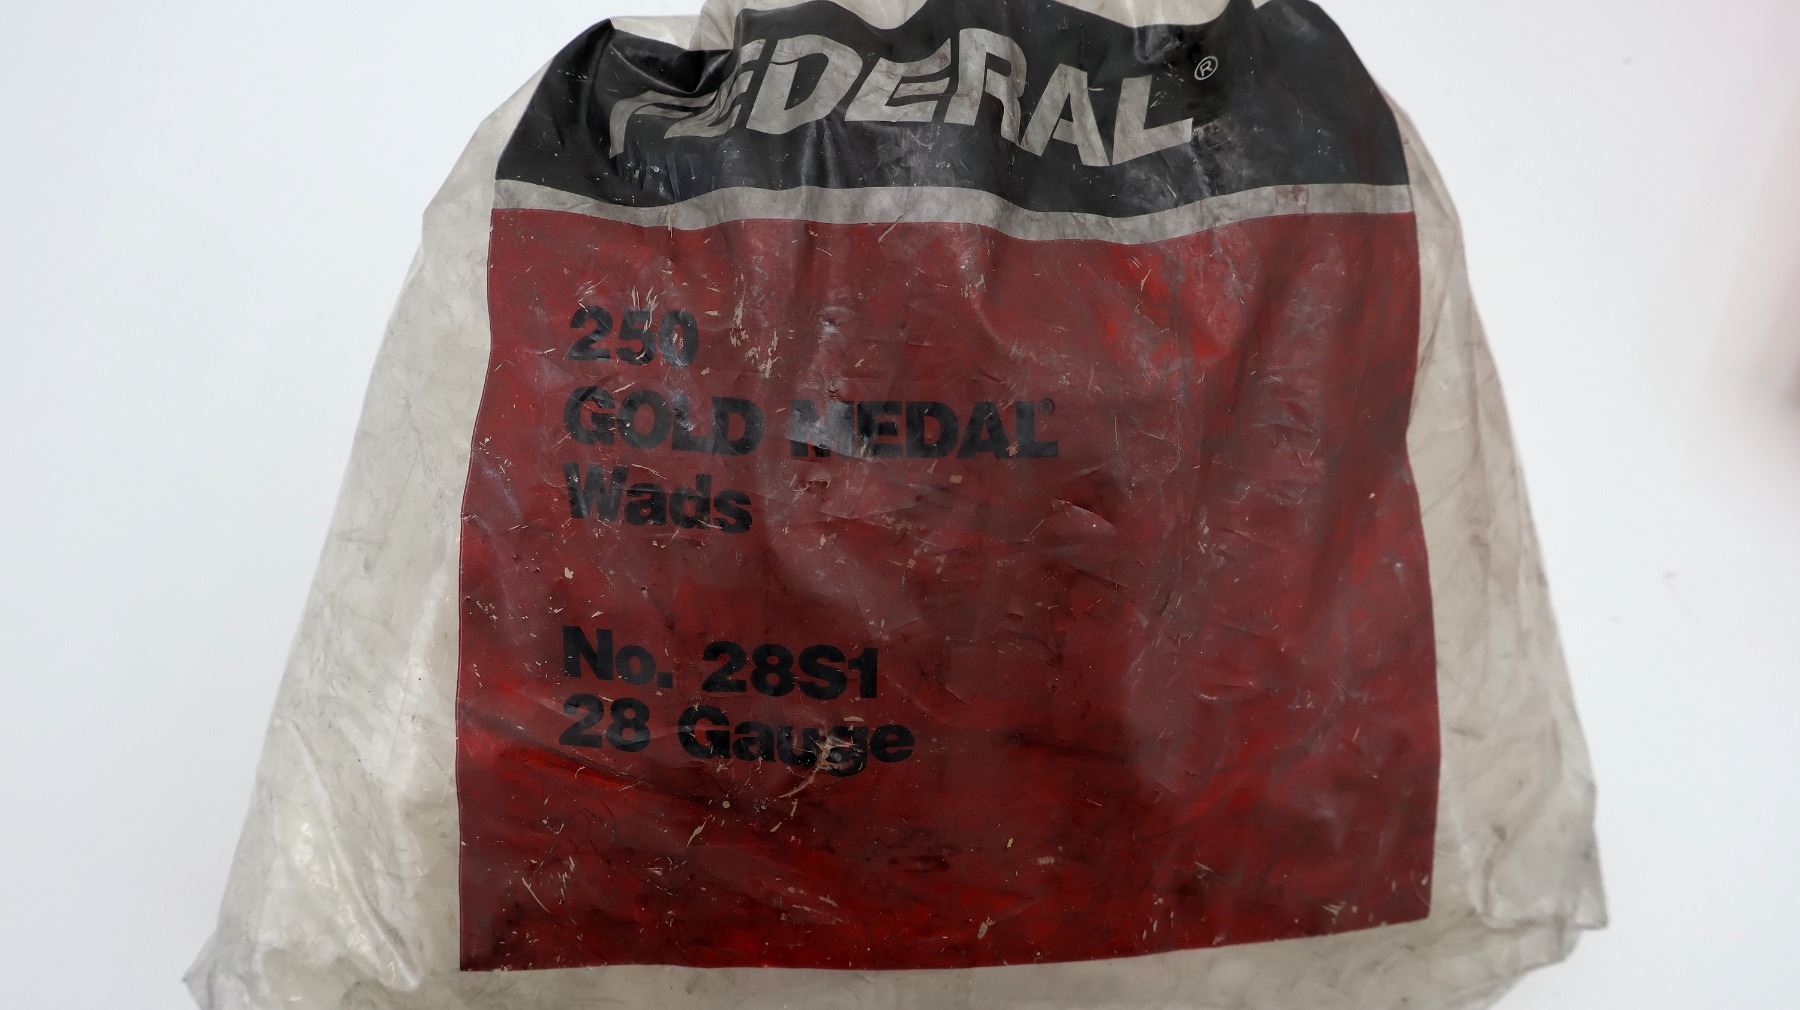 FEDERAL®
250
GOLD MEDAL®
Wads
No. 28S1
28 Gauge